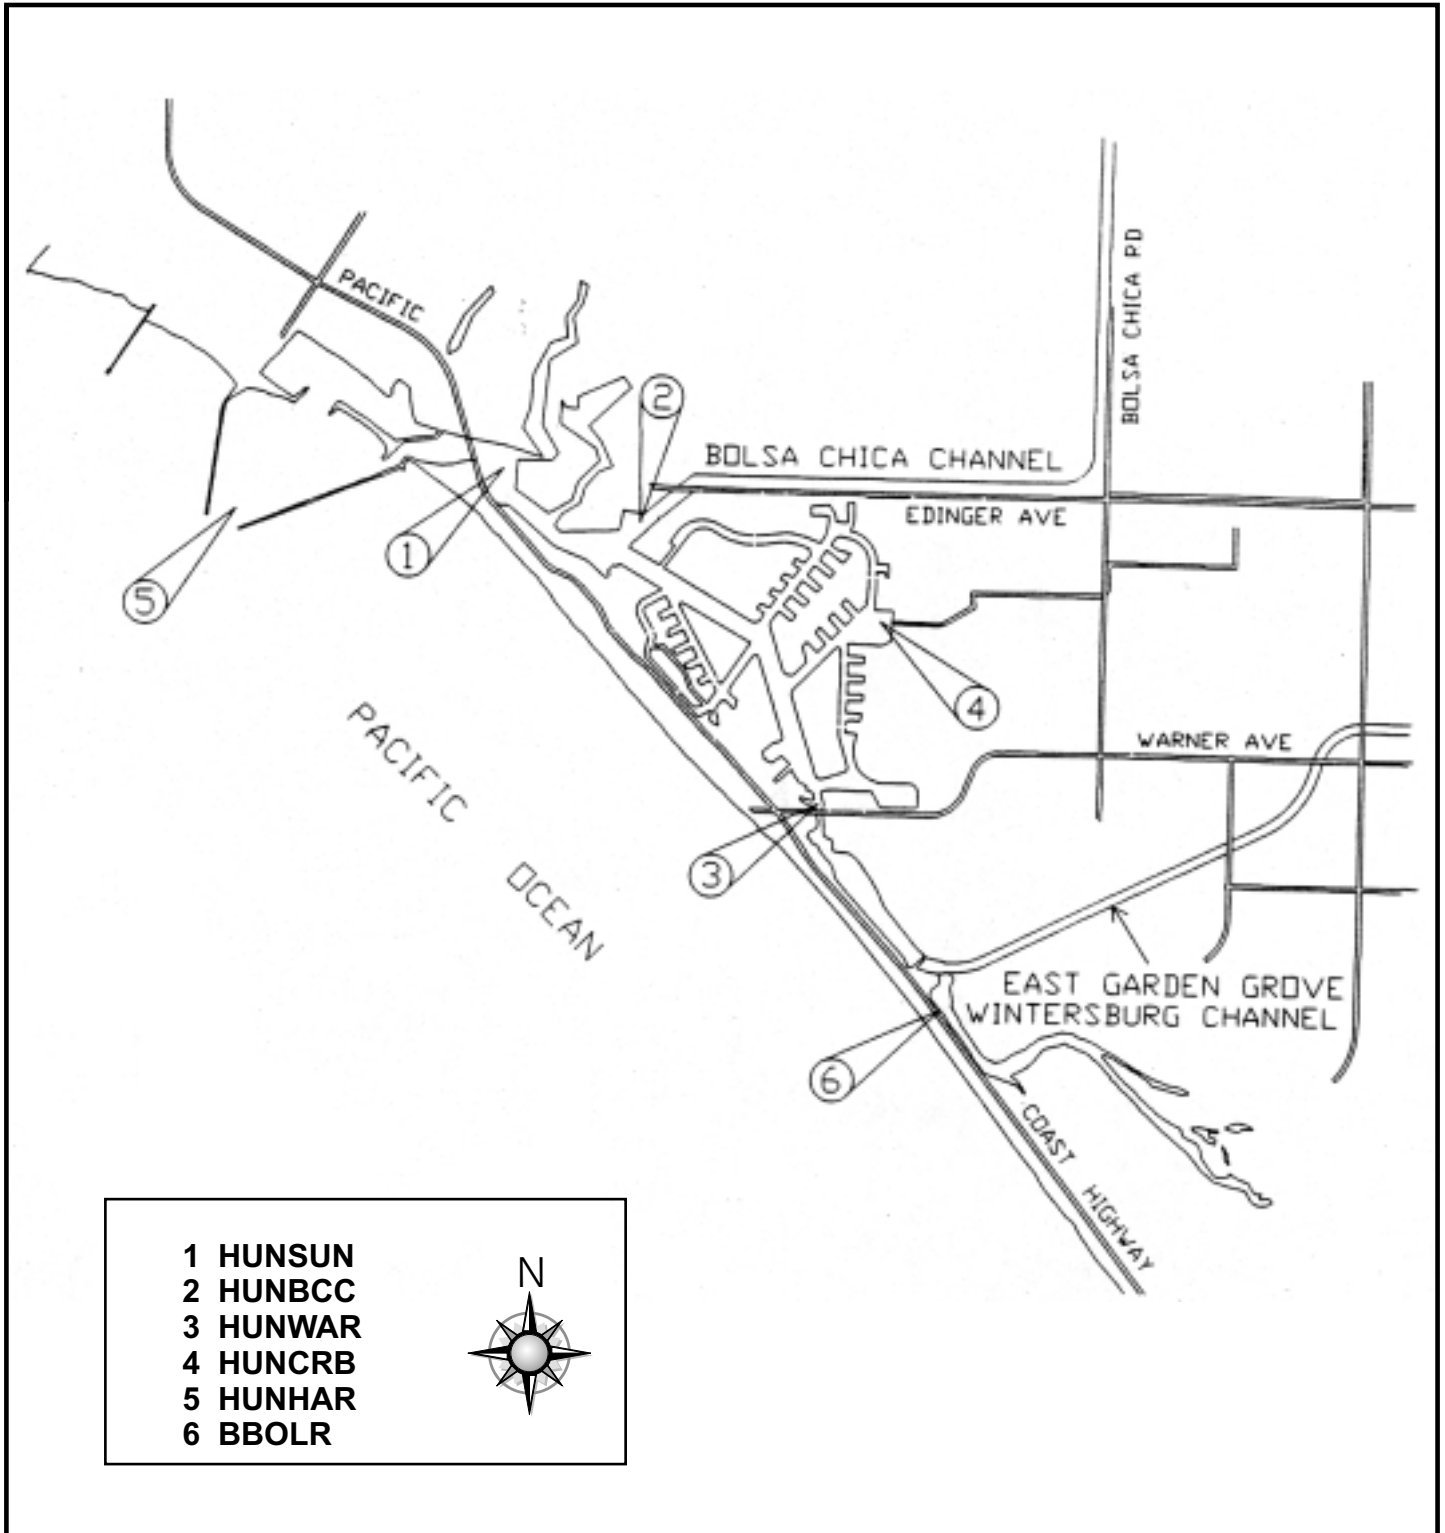 PACIFIC
BOLSA CHICA RD
2
BOLSA CHICA CHANNEL
EDINGER AVE
1
5
4
PACIFIC
OCEAN
WARNER AVE
3
EAST GARDEN GROVE
WINTERSBURG CHANNEL
6
COAST HIGHWAY
1 HUNSUN
2 HUNBCC
3 HUNWAR
4 HUNCRB
5 HUNHAR
6 BBOLR
N